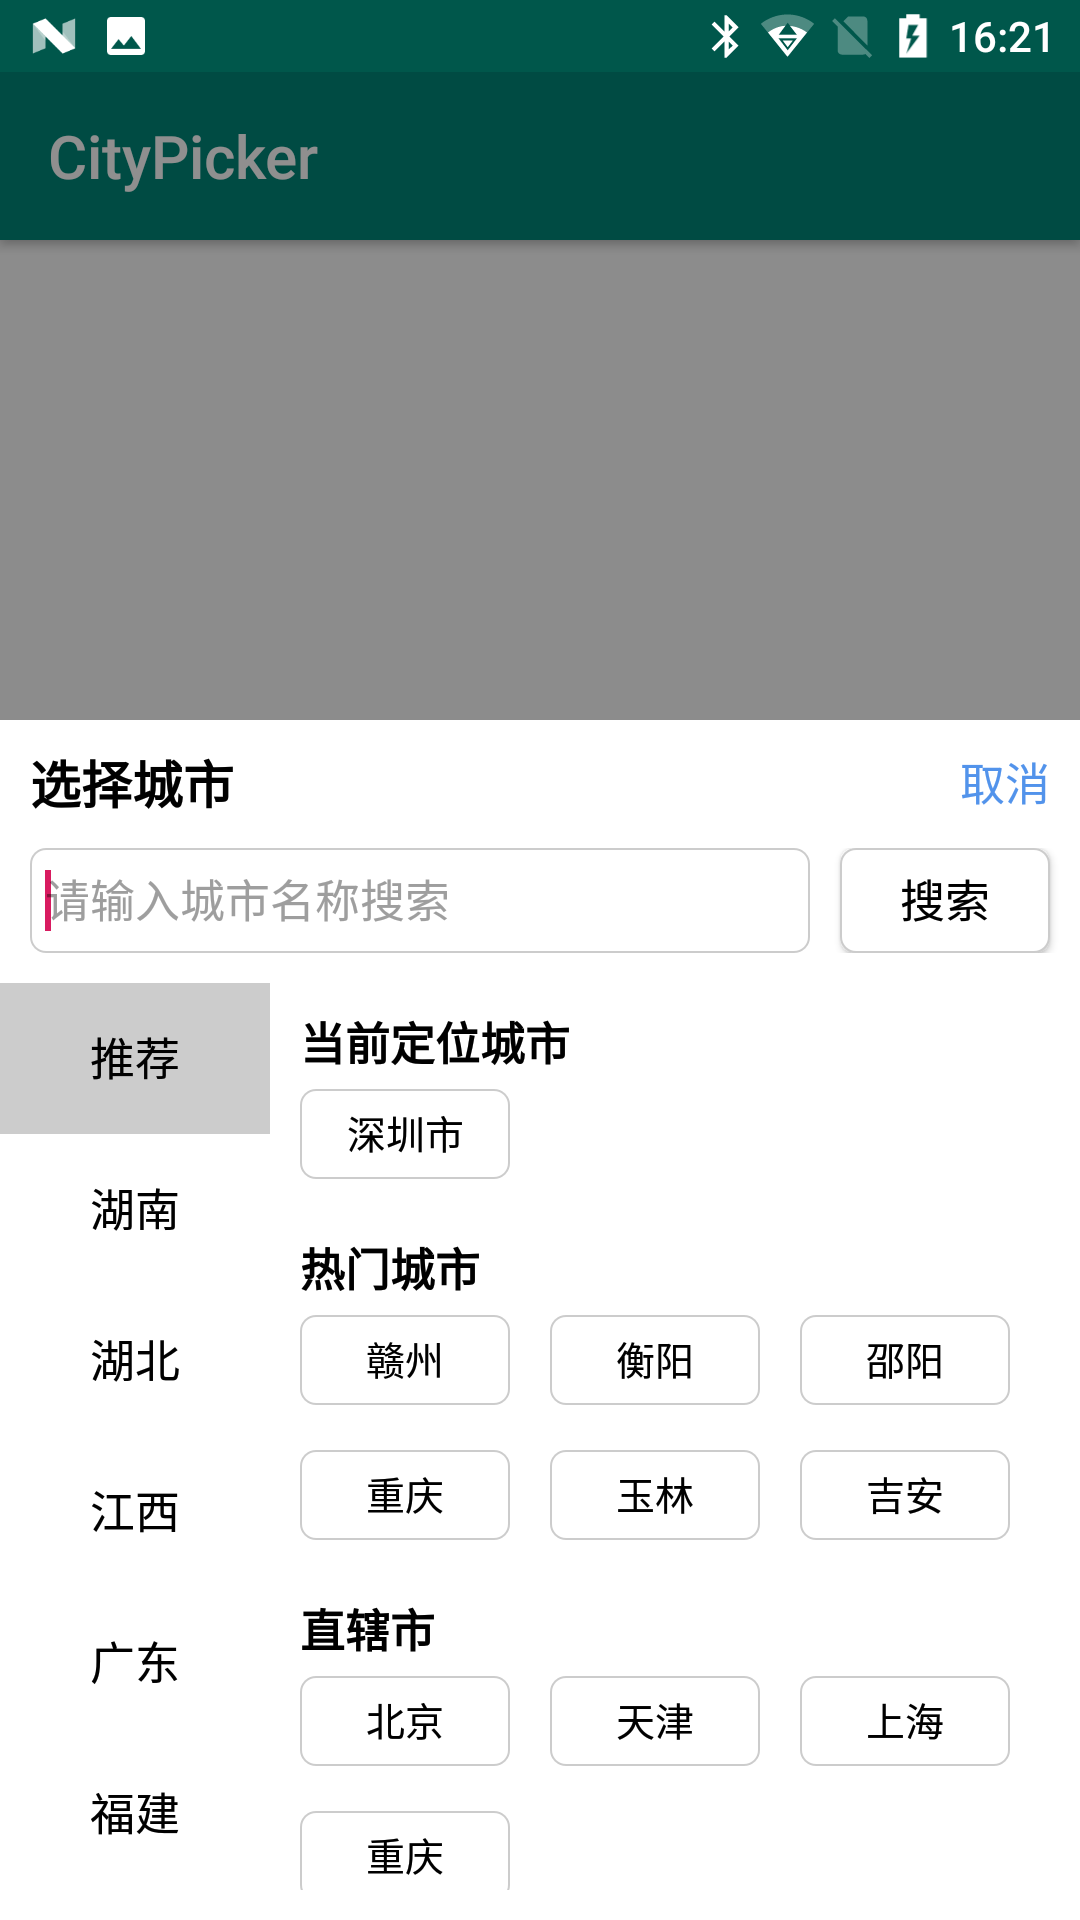 16:21
CityPicker
选择城市 取消
请输入城市名称搜索 搜索
推荐
湖南
湖北
江西
广东
福建
当前定位城市
深圳市
热门城市
赣州 衡阳 邵阳
重庆 玉林 吉安
直辖市
北京 天津 上海
重庆